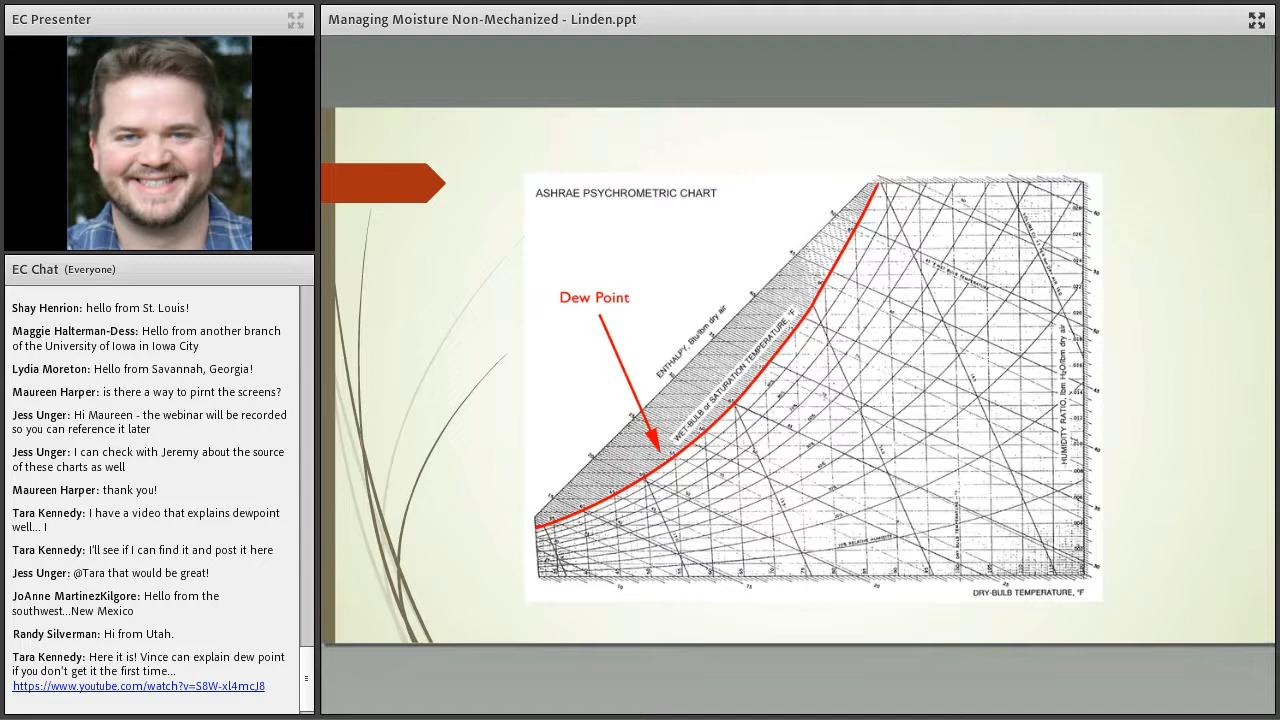 EC Presenter
Managing Moisture Non-Mechanized - Linden.ppt
EC Chat (Everyone)
Shay Henrion: hello from St. Louis!
Maggie Halterman-Dess: Hello from another branch
of the University of Iowa in Iowa City
Lydia Moreton: Hello from Savannah, Georgia!
Maureen Harper: is there a way to pirnt the screens?
Jess Unger: Hi Maureen - the webinar will be recorded
so you can reference it later
Jess Unger: I can check with Jeremy about the source
of these charts as well
Maureen Harper: thank you!
Tara Kennedy: I have a video that explains dewpoint
well... I
Tara Kennedy: I'll see if I can find it and post it here
Jess Unger: @Tara that would be great!
JoAnne MartinezKilgore: Hello from the
southwest...New Mexico
Randy Silverman: Hi from Utah.
Tara Kennedy: Here it is! Vince can explain dew point
if you don't get it the first time...
https://www.youtube.com/watch?v=S8W-xl4mcJ8
ASHRAE PSYCHROMETRIC CHART
Dew Point
ENTHALPY, Btu/lbm dry air
WET-BULB or SATURATION TEMPERATURE, °F
HUMIDITY RATIO, lbm H₂O/lbm dry air
10% RELATIVE HUMIDITY
DRY-BULB TEMPERATURE, °F